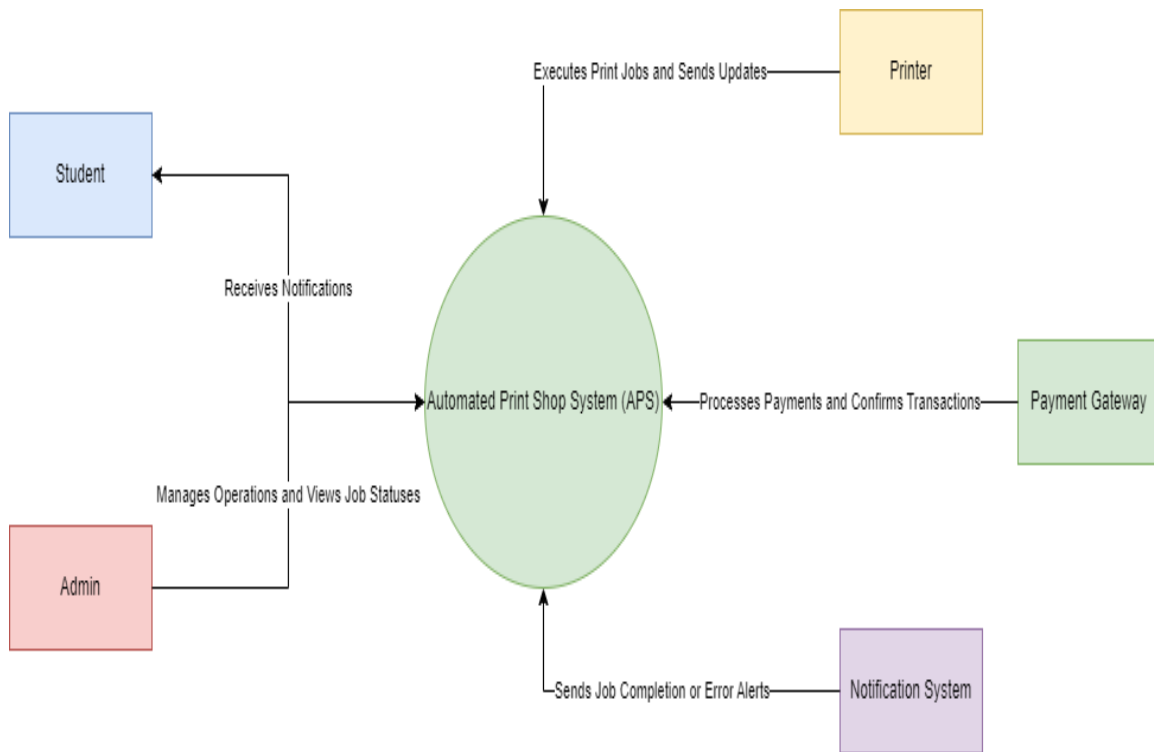 Executes Print Jobs and Sends Updates
Printer
Student
Receives Notifications
Automated Print Shop System (APS)
Processes Payments and Confirms Transactions
Payment Gateway
Manages Operations and Views Job Statuses
Admin
Sends Job Completion or Error Alerts
Notification System